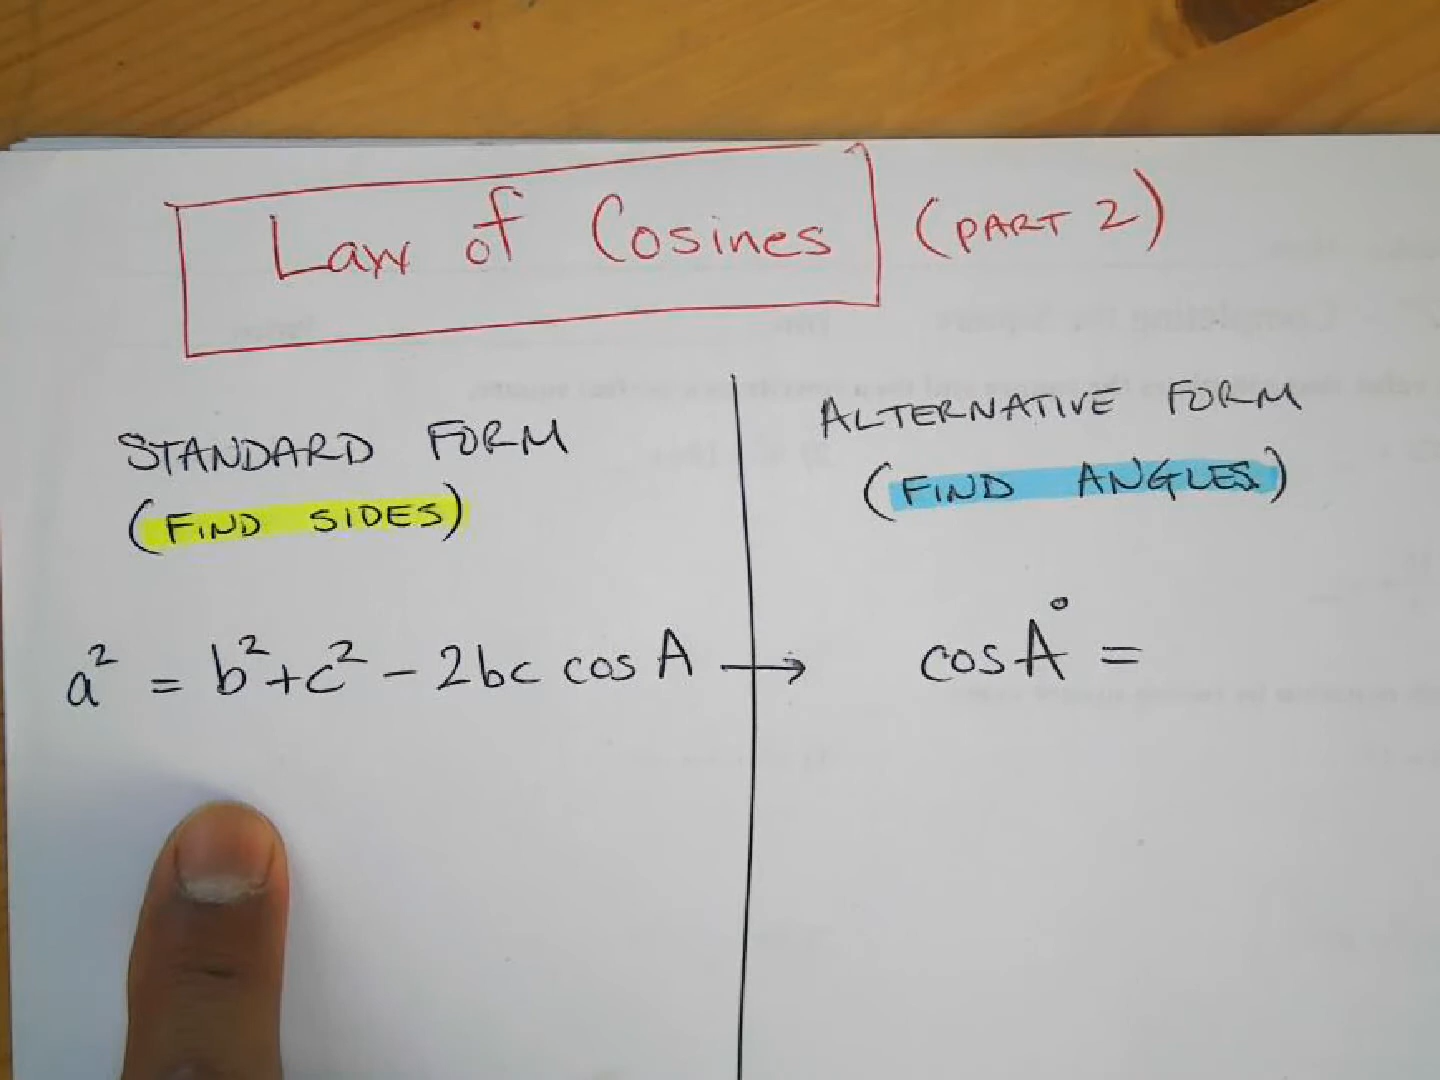 Law of Cosines (PART 2)
STANDARD FORM
(FIND SIDES)
a² = b² + c² - 2bc cos A →
ALTERNATIVE FORM
(FIND ANGLES)
cos A° =